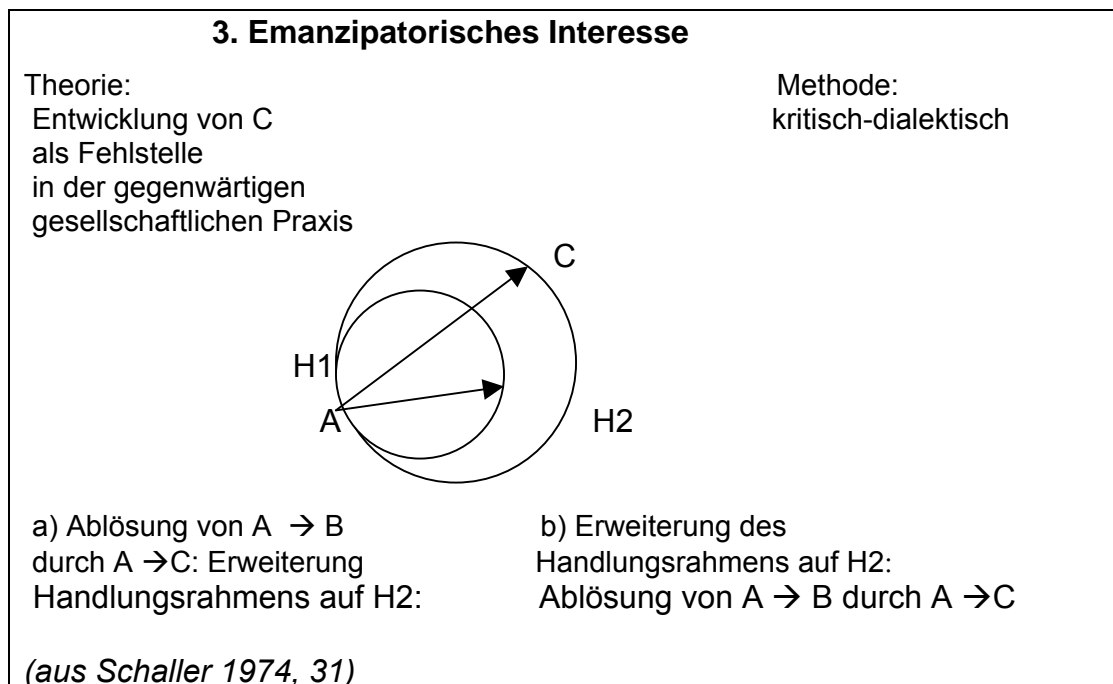 3. Emanzipatorisches Interesse
Theorie:
Entwicklung von C
als Fehlstelle
in der gegenwärtigen
gesellschaftlichen Praxis
Methode:
kritisch-dialektisch
C
H1
A
H2
a) Ablösung von A → B
durch A →C: Erweiterung
Handlungsrahmens auf H2:
b) Erweiterung des
Handlungsrahmens auf H2:
Ablösung von A → B durch A →C
(aus Schaller 1974, 31)